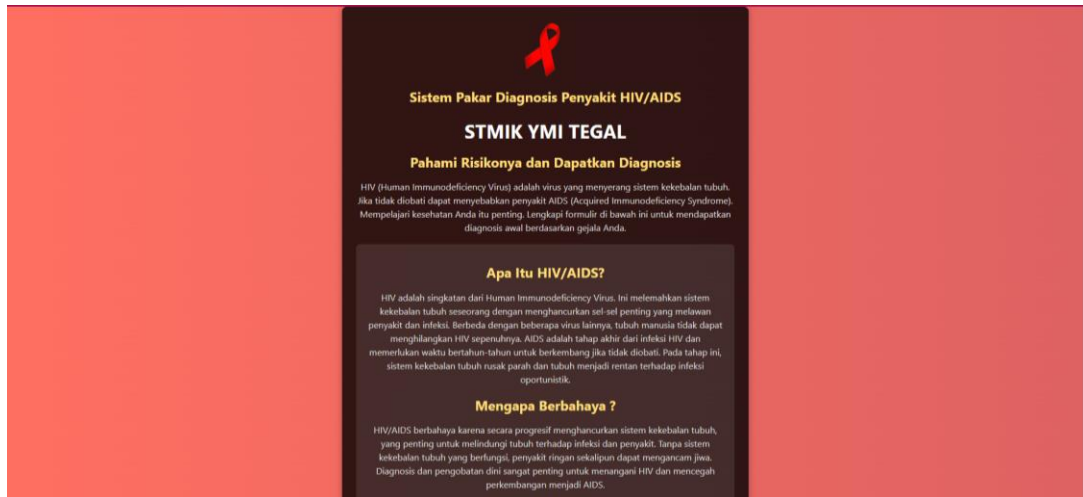 Sistem Pakar Diagnosis Penyakit HIV/AIDS
STMIK YMI TEGAL
Pahami Risikonya dan Dapatkan Diagnosis
HIV (Human Immunodeficiency Virus) adalah virus yang menyerang sistem kekebalan tubuh.
Jika tidak diobati dapat menyebabkan penyakit AIDS (Acquired Immunodeficiency Syndrome).
Mempelajari kesehatan Anda itu penting. Lengkapi formulir di bawah ini untuk mendapatkan
diagnosis awal berdasarkan gejala Anda.
Apa Itu HIV/AIDS?
HIV adalah singkatan dari Human Immunodeficiency Virus. Ini melemahkan sistem
kekebalan tubuh seseorang dengan menghancurkan sel-sel penting yang melawan
penyakit dan infeksi. Berbeda dengan beberapa virus lainnya, tubuh manusia tidak dapat
menghilangkan HIV sepenuhnya. AIDS adalah tahap akhir dari infeksi HIV dan
memerlukan waktu bertahun-tahun untuk berkembang jika tidak diobati. Pada tahap ini,
sistem kekebalan tubuh rusak parah dan tubuh menjadi rentan terhadap infeksi
oportunistik.
Mengapa Berbahaya ?
HIV/AIDS berbahaya karena secara progresif menghancurkan sistem kekebalan tubuh,
yang penting untuk melindungi tubuh terhadap infeksi dan penyakit. Tanpa sistem
kekebalan tubuh yang berfungsi, penyakit ringan sekalipun dapat mengancam jiwa.
Diagnosis dan pengobatan dini sangat penting untuk menangani HIV dan mencegah
perkembangan menjadi AIDS.